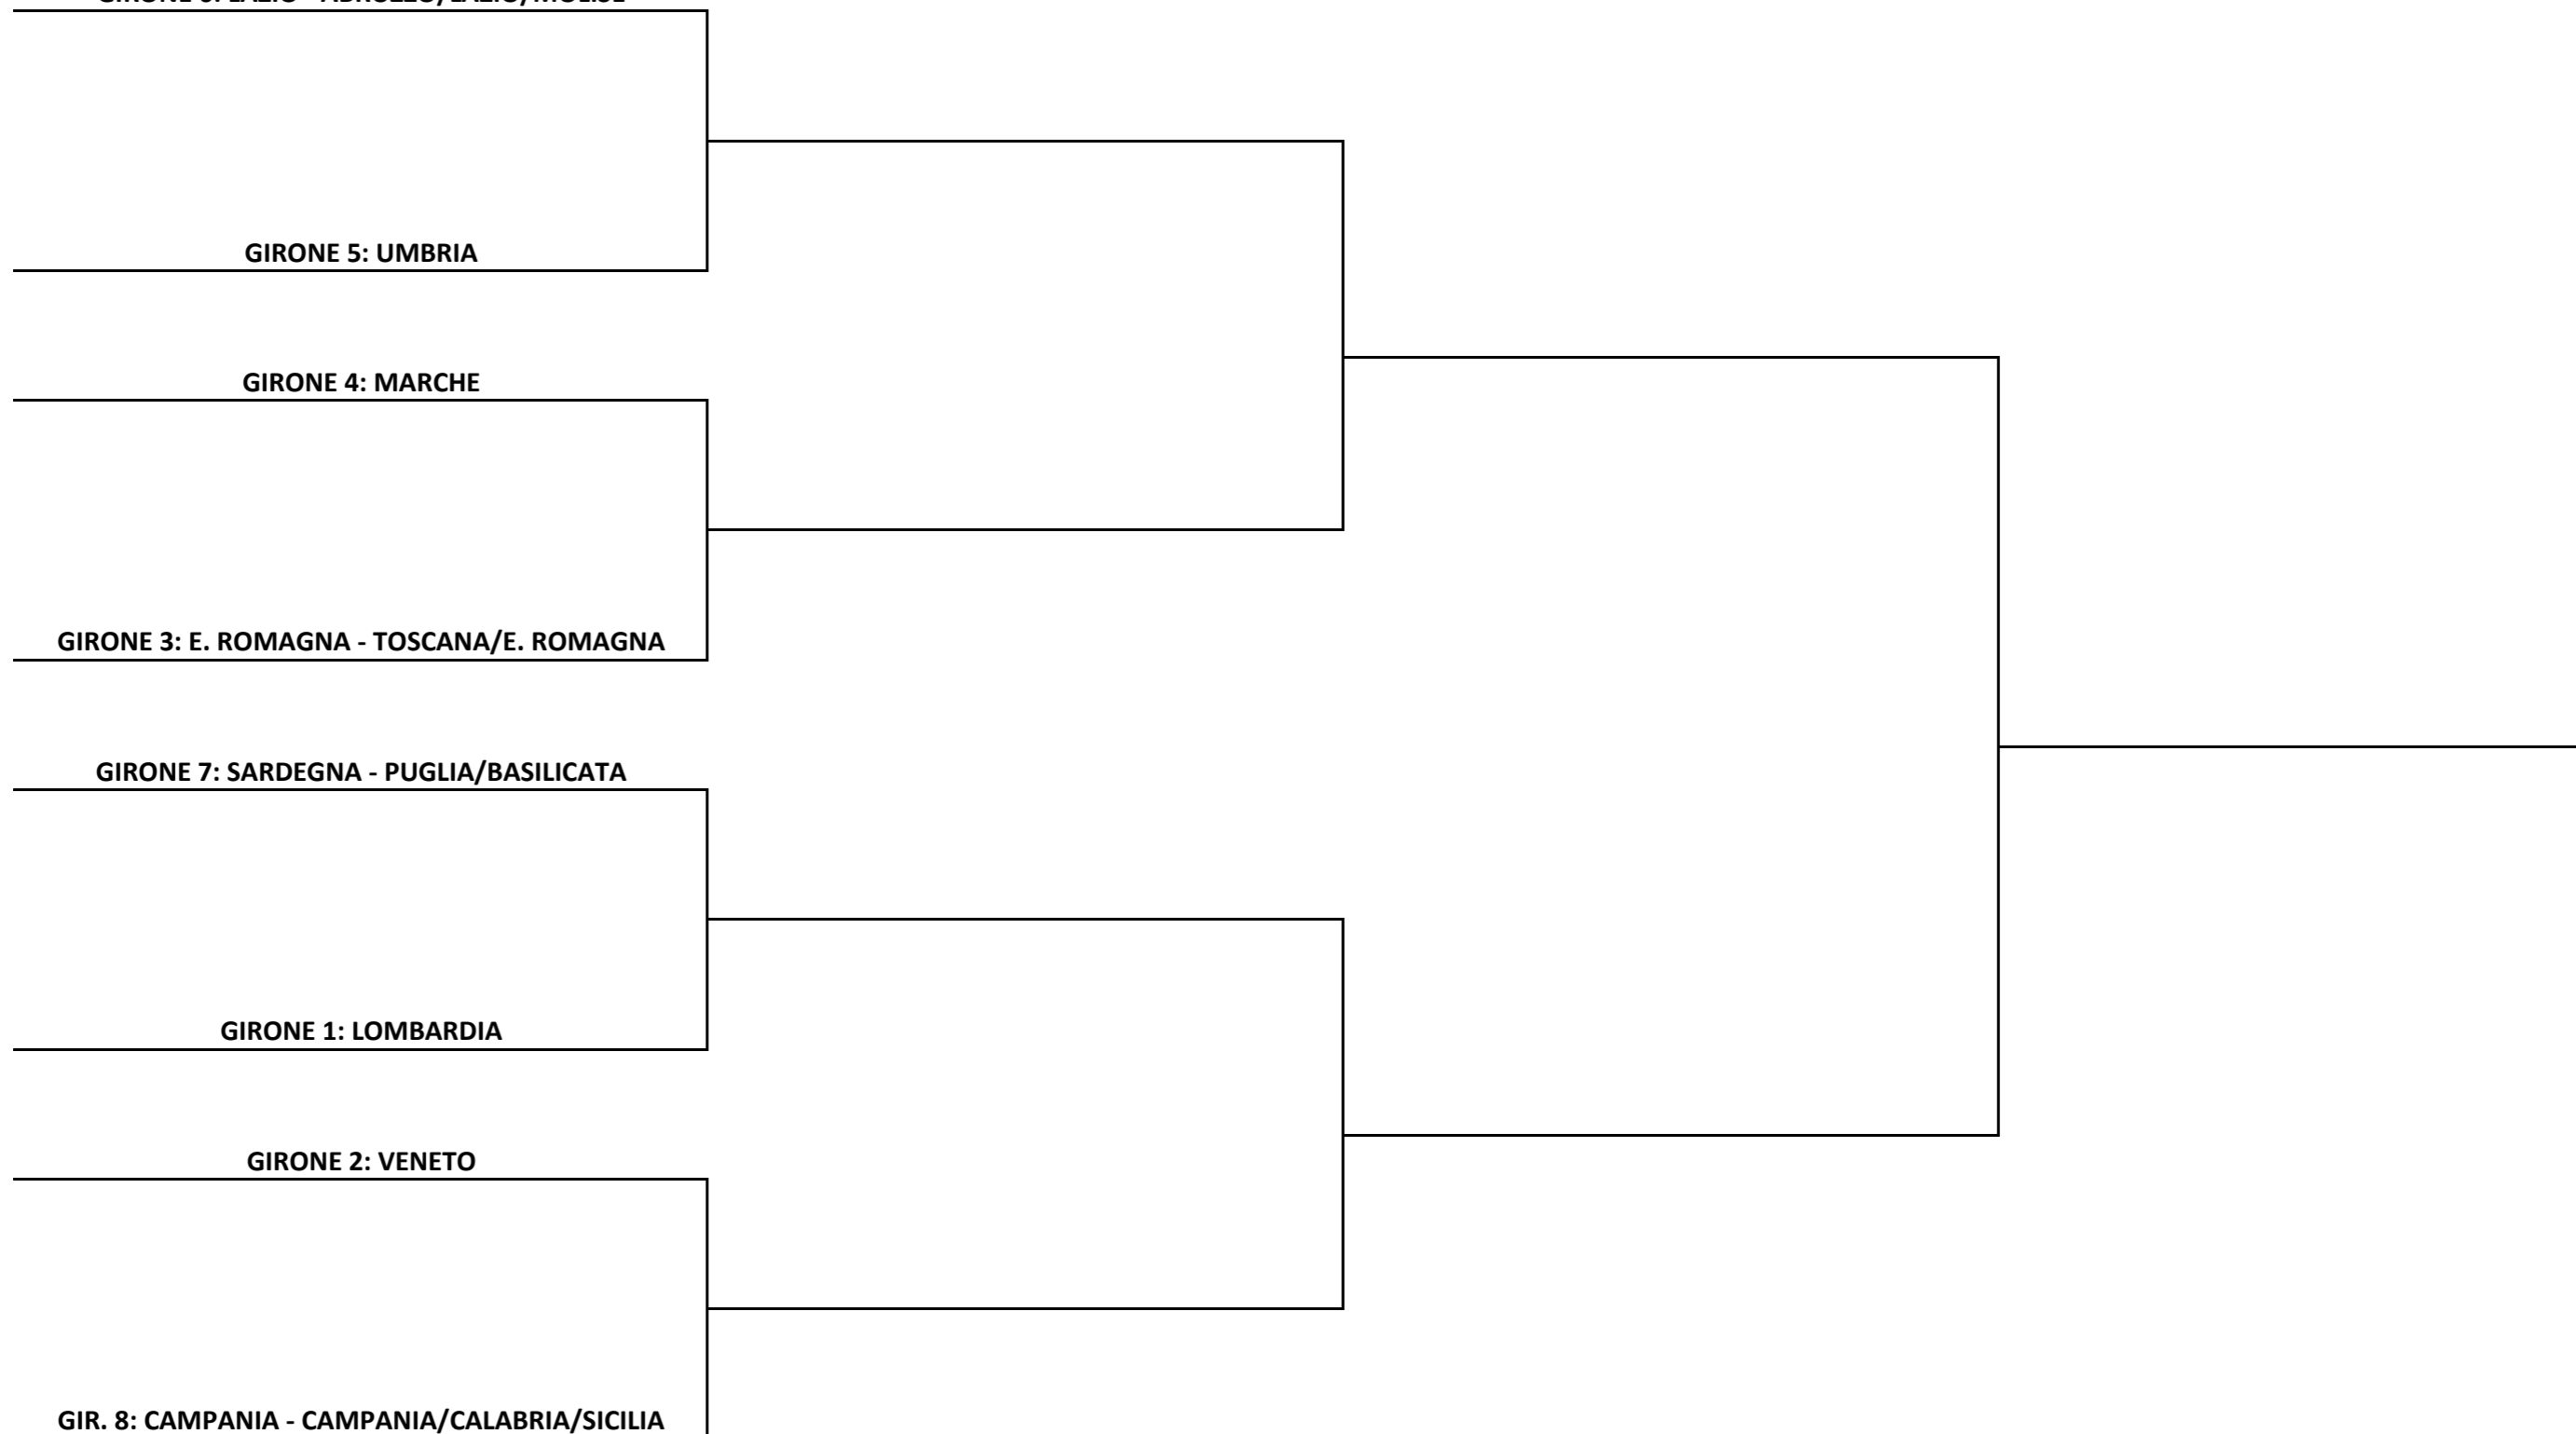 GIRONE 5: UMBRIA
GIRONE 4: MARCHE
GIRONE 3: E. ROMAGNA - TOSCANA/E. ROMAGNA
GIRONE 7: SARDEGNA - PUGLIA/BASILICATA
GIRONE 1: LOMBARDIA
GIRONE 2: VENETO
GIR. 8: CAMPANIA - CAMPANIA/CALABRIA/SICILIA